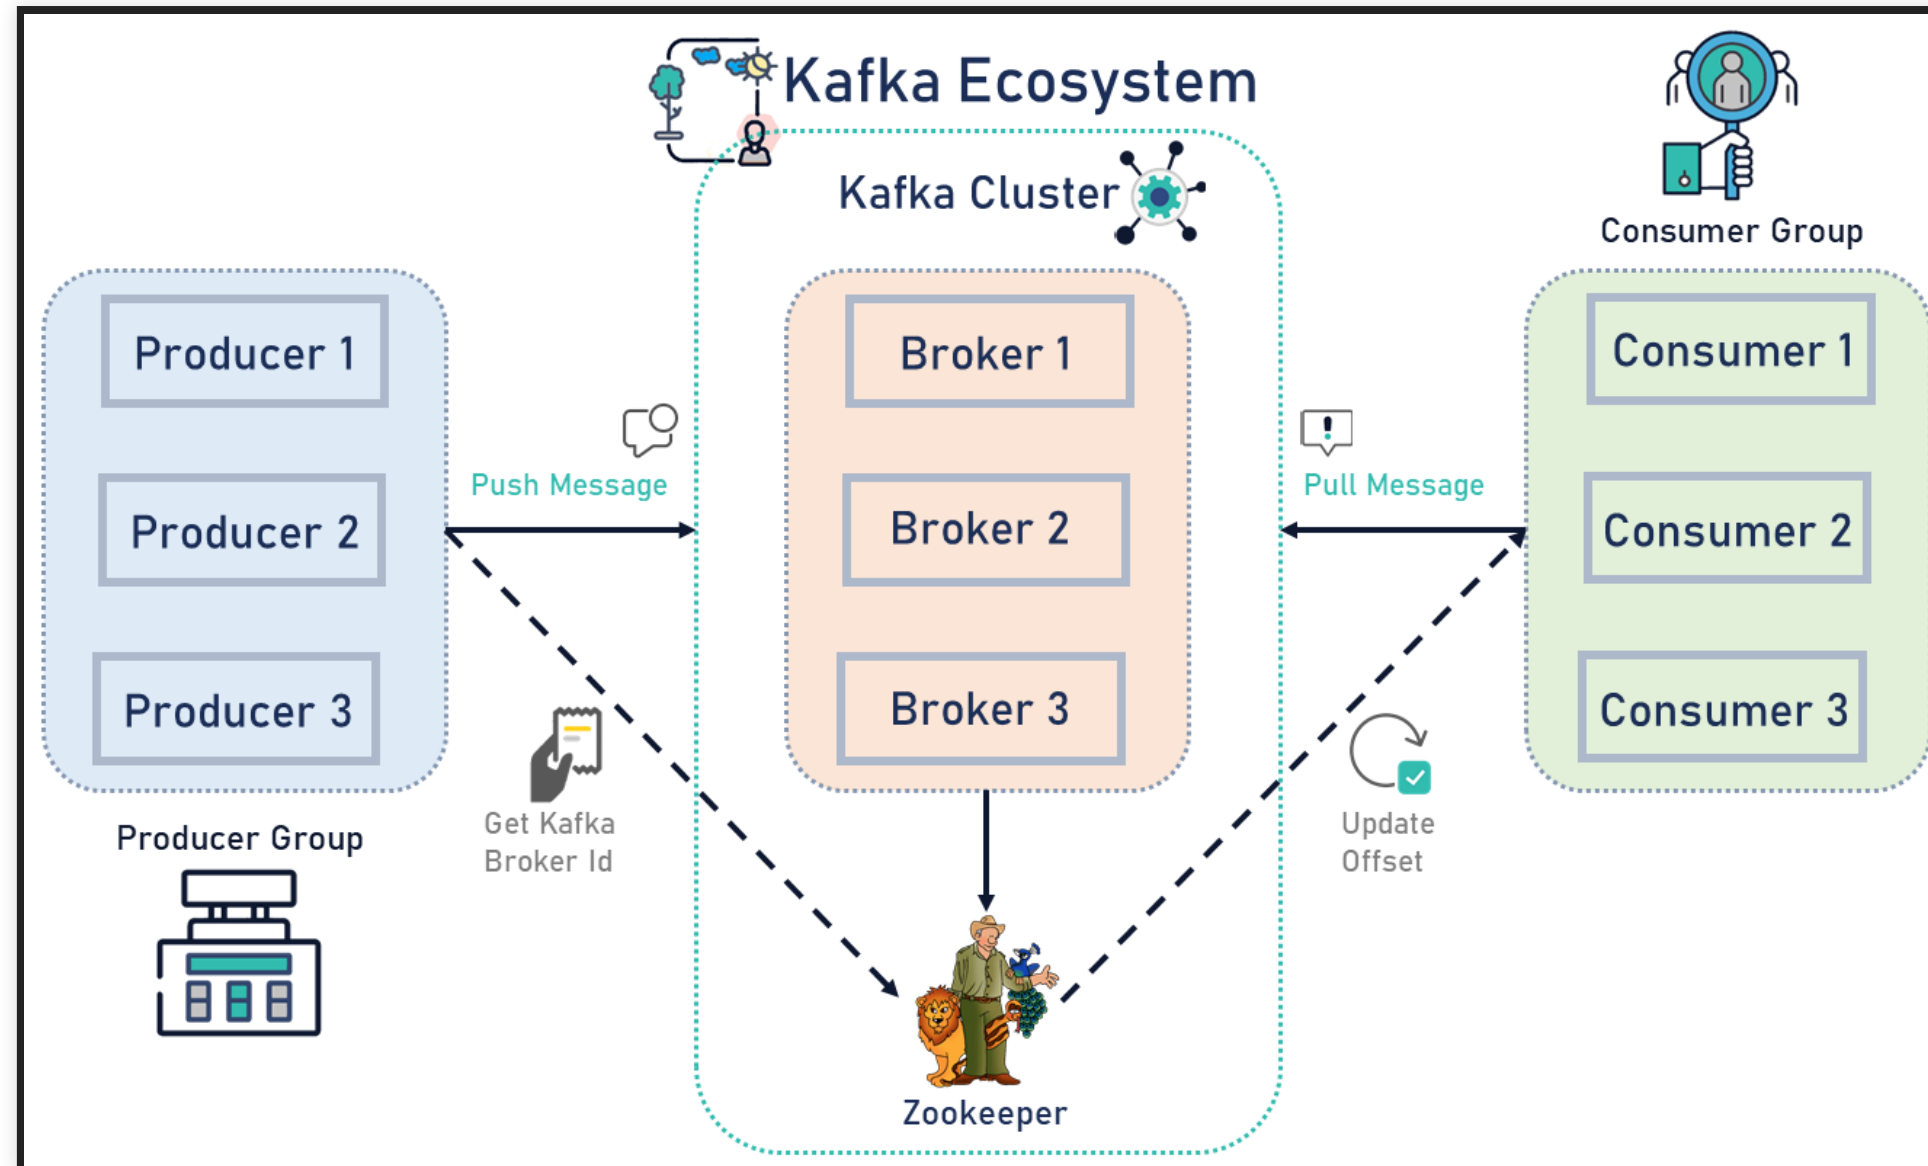 Kafka Ecosystem
Kafka Cluster
Consumer Group
Producer 1
Broker 1
Consumer 1
Push Message
Pull Message
Producer 2
Broker 2
Consumer 2
Producer 3
Broker 3
Consumer 3
Producer Group
Get Kafka
Broker Id
Update
Offset
Zookeeper